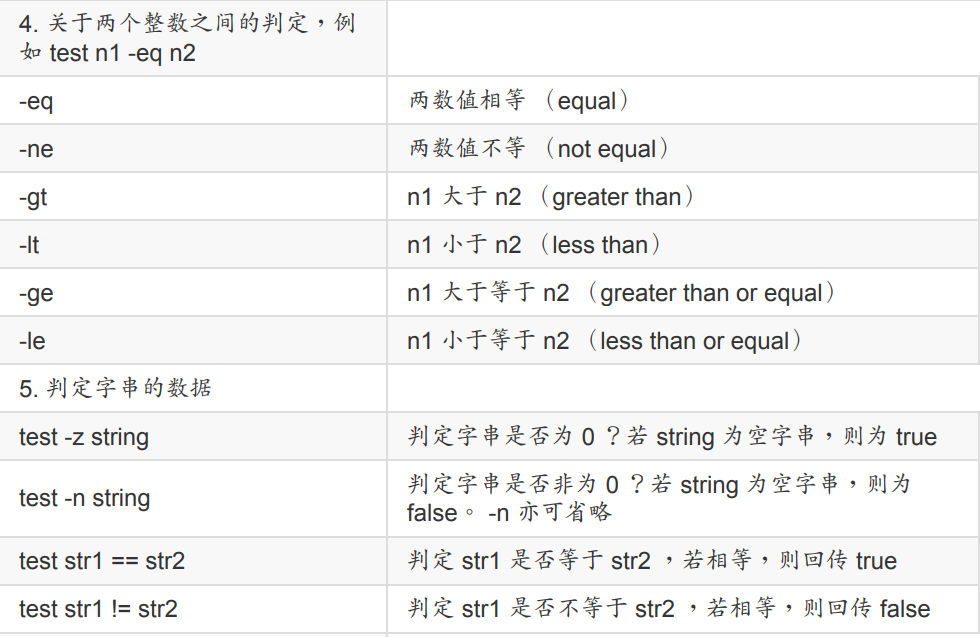 4. 关于两个整数之间的判定，例
如 test n1 -eq n2
-eq 两数值相等 （equal）
-ne 两数值不等 （not equal）
-gt n1 大于 n2 （greater than）
-lt n1 小于 n2 （less than）
-ge n1 大于等于 n2 （greater than or equal）
-le n1 小于等于 n2 （less than or equal）
5. 判定字串的数据
test -z string 判定字串是否为 0 ？若 string 为空字串，则为 true
test -n string 判定字串是否非为 0 ？若 string 为空字串，则为
false。 -n 亦可省略
test str1 == str2 判定 str1 是否等于 str2 ，若相等，则回传 true
test str1 != str2 判定 str1 是否不等于 str2 ，若相等，则回传 false